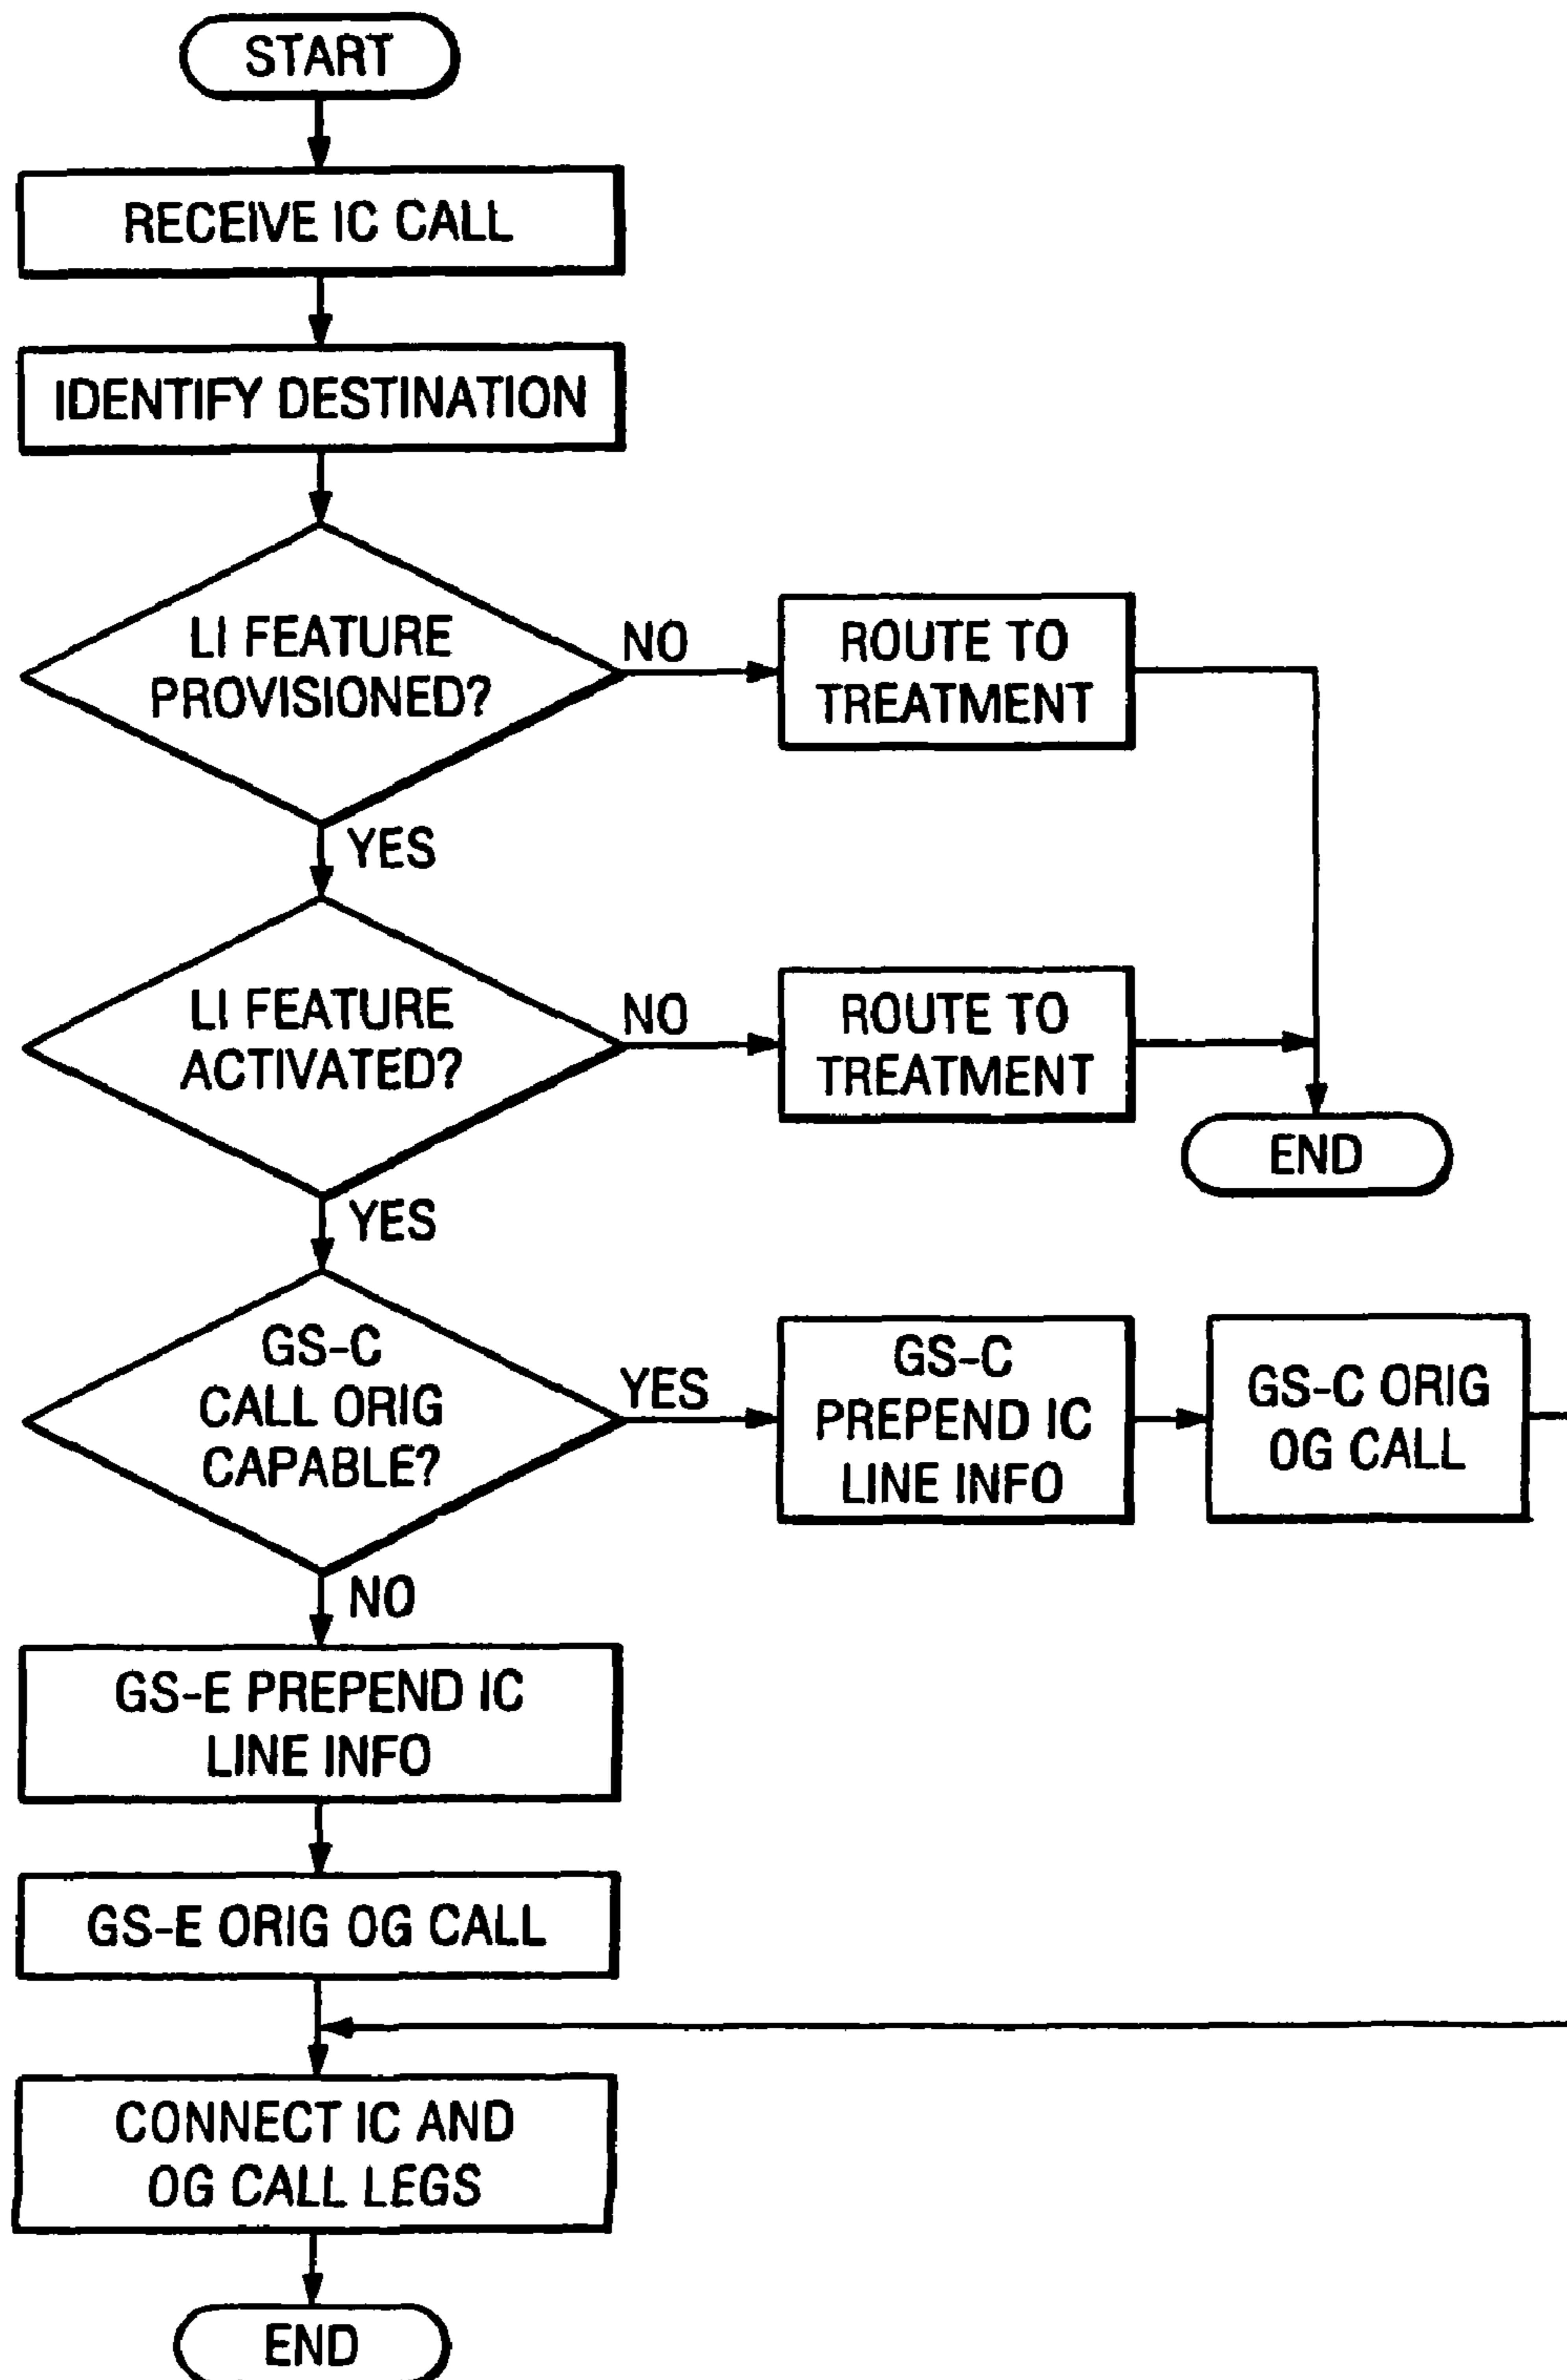 START
RECEIVE IC CALL
IDENTIFY DESTINATION
LI FEATURE
PROVISIONED?
NO
ROUTE TO
TREATMENT
YES
LI FEATURE
ACTIVATED?
NO
ROUTE TO
TREATMENT
END
YES
GS-C
CALL ORIG
CAPABLE?
YES
GS-C
PREPEND IC
LINE INFO
GS-C ORIG
OG CALL
NO
GS-E PREPEND IC
LINE INFO
GS-E ORIG OG CALL
CONNECT IC AND
OG CALL LEGS
END